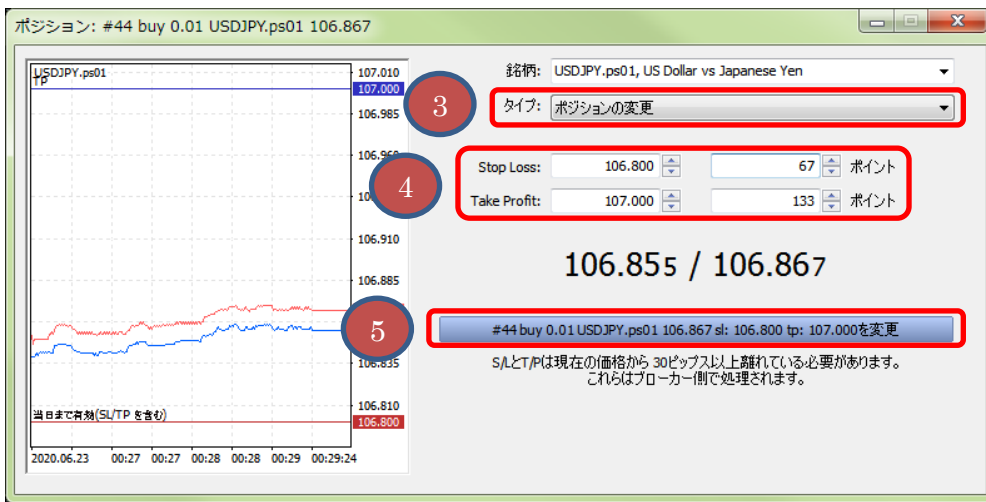 ポジション: #44 buy 0.01 USDJPY.ps01 106.867
USDJPY.ps01
TP
107.010
107.000
106.985
106.910
106.885
106.835
106.810
106.800
当日まで有効(SL/TP を含む)
2020.06.23 00:27 00:27 00:28 00:28 00:29 00:29:24
銘柄: USDJPY.ps01, US Dollar vs Japanese Yen
3
タイプ: ポジションの変更
4
Stop Loss: 106.800 67 ポイント
Take Profit: 107.000 133 ポイント
106.855 / 106.867
5
#44 buy 0.01 USDJPY.ps01 106.867 sl: 106.800 tp: 107.000を変更
S/LとT/Pは現在の価格から 30ピップス以上離れている必要があります。
これらはブローカー側で処理されます。